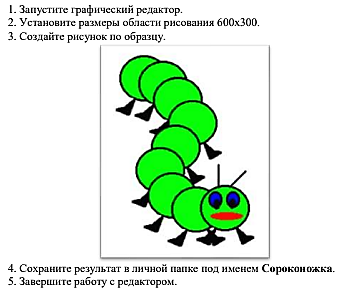 1. Запустите графический редактор.
2. Установите размеры области рисования 600x300.
3. Создайте рисунок по образцу.
4. Сохраните результат в личной папке под именем Сороконожка.
5. Завершите работу с редактором.